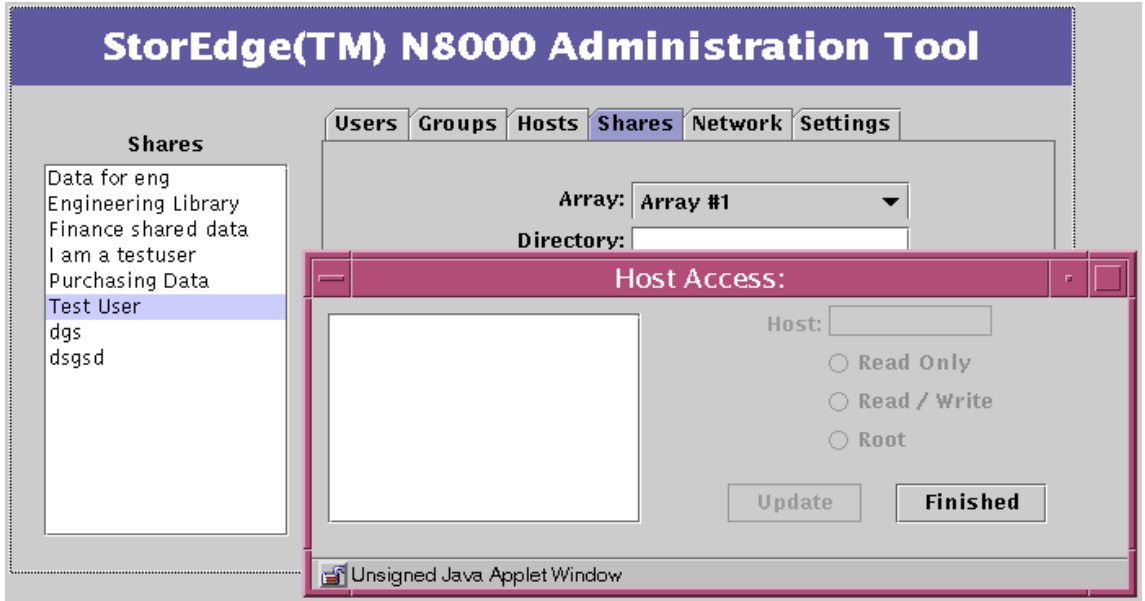 StorEdge(TM) N8000 Administration Tool
Shares
Data for eng
Engineering Library
Finance shared data
I am a testuser
Purchasing Data
Test User
dgs
dsgsd
Users Groups Hosts Shares Network Settings
Array: Array #1
Directory:
Host Access:
Host:
Read Only
Read / Write
Root
Update Finished
Unsigned Java Applet Window